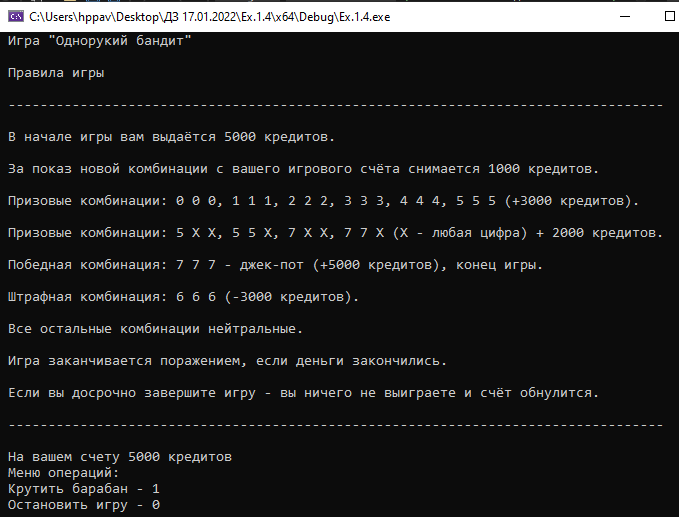 C:\Users\hppav\Desktop\ДЗ 17.01.2022\Ex.1.4\x64\Debug\Ex.1.4.exe
Игра "Однорукий бандит"
Правила игры
----------------------------------------------------------------------------------
В начале игры вам выдаётся 5000 кредитов.
За показ новой комбинации с вашего игрового счёта снимается 1000 кредитов.
Призовые комбинации: 0 0 0, 1 1 1, 2 2 2, 3 3 3, 4 4 4, 5 5 5 (+3000 кредитов).
Призовые комбинации: 5 X X, 5 5 X, 7 X X, 7 7 X (X - любая цифра) + 2000 кредитов.
Победная комбинация: 7 7 7 - джек-пот (+5000 кредитов), конец игры.
Штрафная комбинация: 6 6 6 (-3000 кредитов).
Все остальные комбинации нейтральные.
Игра заканчивается поражением, если деньги закончились.
Если вы досрочно завершите игру - вы ничего не выиграете и счёт обнулится.
----------------------------------------------------------------------------------
На вашем счету 5000 кредитов
Меню операций:
Крутить барабан - 1
Остановить игру - 0